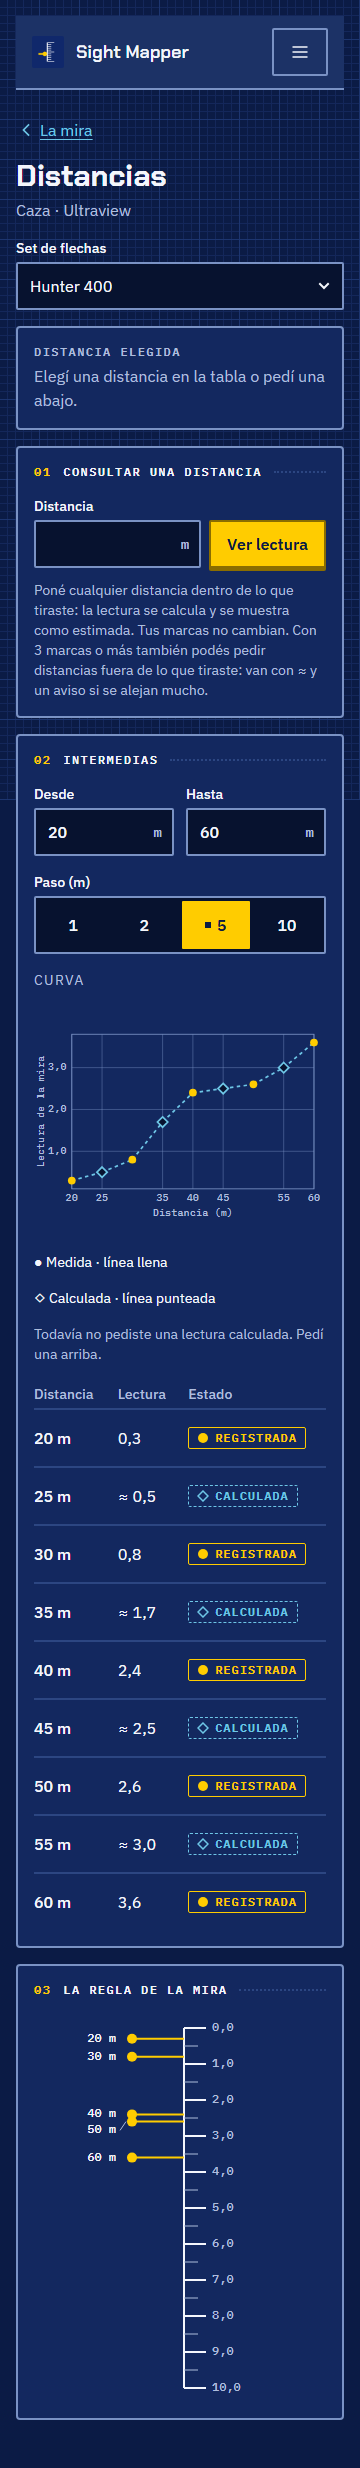 Sight Mapper
La mira
Distancias
Caza · Ultraview
Set de flechas
Hunter 400
DISTANCIA ELEGIDA
Elegí una distancia en la tabla o pedí una
abajo.
01 CONSULTAR UNA DISTANCIA
Distancia
m
Ver lectura
Poné cualquier distancia dentro de lo que
tiraste: la lectura se calcula y se muestra
como estimada. Tus marcas no cambian. Con
3 marcas o más también podés pedir
distancias fuera de lo que tiraste: van con ≈ y
un aviso si se alejan mucho.
02 INTERMEDIAS
Desde Hasta
20 m 60 m
Paso (m)
1 2 5 10
CURVA
Lectura de la mira
3,0
2,0
1,0
20 25 35 40 45 55 60
Distancia (m)
Medida · línea llena
Calculada · línea punteada
Todavía no pediste una lectura calculada. Pedí
una arriba.
Distancia Lectura Estado
20 m 0,3 REGISTRADA
25 m ≈ 0,5 CALCULADA
30 m 0,8 REGISTRADA
35 m ≈ 1,7 CALCULADA
40 m 2,4 REGISTRADA
45 m ≈ 2,5 CALCULADA
50 m 2,6 REGISTRADA
55 m ≈ 3,0 CALCULADA
60 m 3,6 REGISTRADA
03 LA REGLA DE LA MIRA
0,0
20 m
30 m
1,0
2,0
40 m
50 m
3,0
60 m
4,0
5,0
6,0
7,0
8,0
9,0
10,0